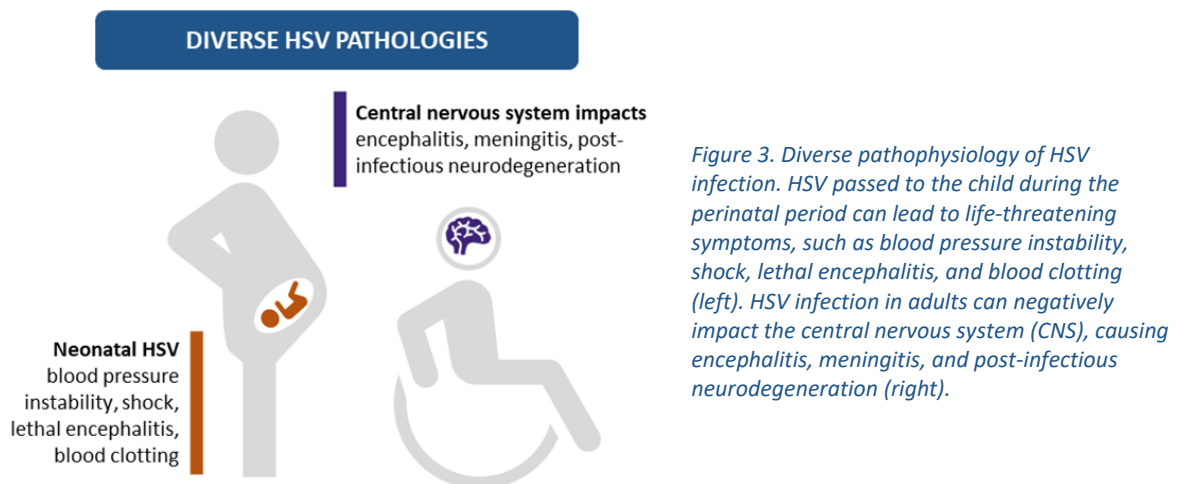 DIVERSE HSV PATHOLOGIES
Central nervous system impacts
encephalitis, meningitis, post-
infectious neurodegeneration
Neonatal HSV
blood pressure
instability, shock,
lethal encephalitis,
blood clotting
Figure 3. Diverse pathophysiology of HSV
infection. HSV passed to the child during the
perinatal period can lead to life-threatening
symptoms, such as blood pressure instability,
shock, lethal encephalitis, and blood clotting
(left). HSV infection in adults can negatively
impact the central nervous system (CNS), causing
encephalitis, meningitis, and post-infectious
neurodegeneration (right).